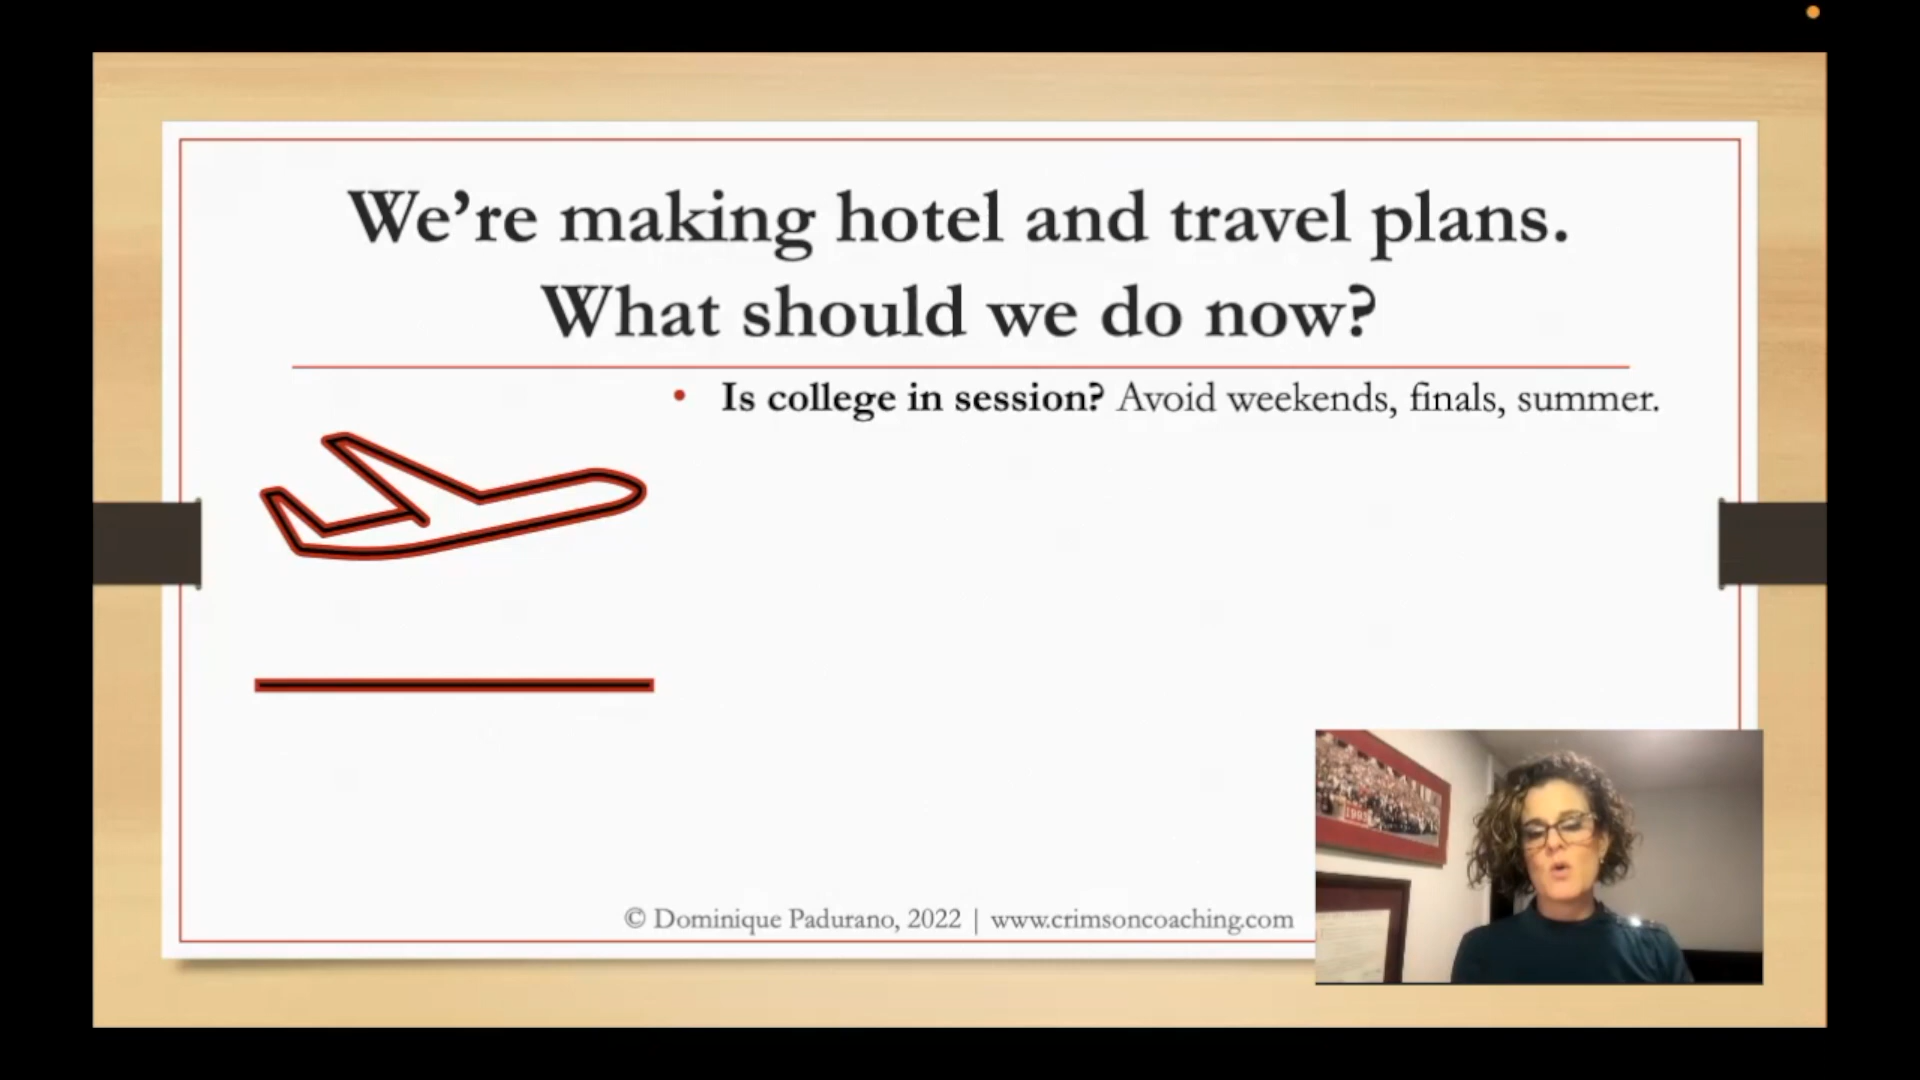 We're making hotel and travel plans.
What should we do now?
• Is college in session? Avoid weekends, finals, summer.
© Dominique Padurano, 2022 | www.crimsoncoaching.com